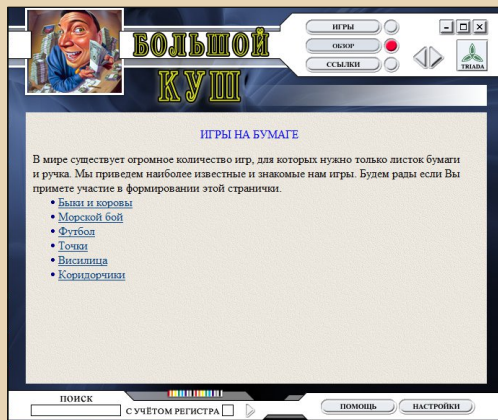 БОЛЬШОЙ
КУШ
ИГРЫ
ОБЗОР
ССЫЛКИ
TRIADA
ИГРЫ НА БУМАГЕ
В мире существует огромное количество игр, для которых нужно только листок бумаги
и ручка. Мы приведем наиболее известные и знакомые нам игры. Будем рады если Вы
примете участие в формировании этой странички.
Быки и коровы
Морской бой
Футбол
Точки
Висилица
Коридорчики
ПОИСК
С УЧЁТОМ РЕГИСТРА
ПОМОЩЬ
НАСТРОЙКИ